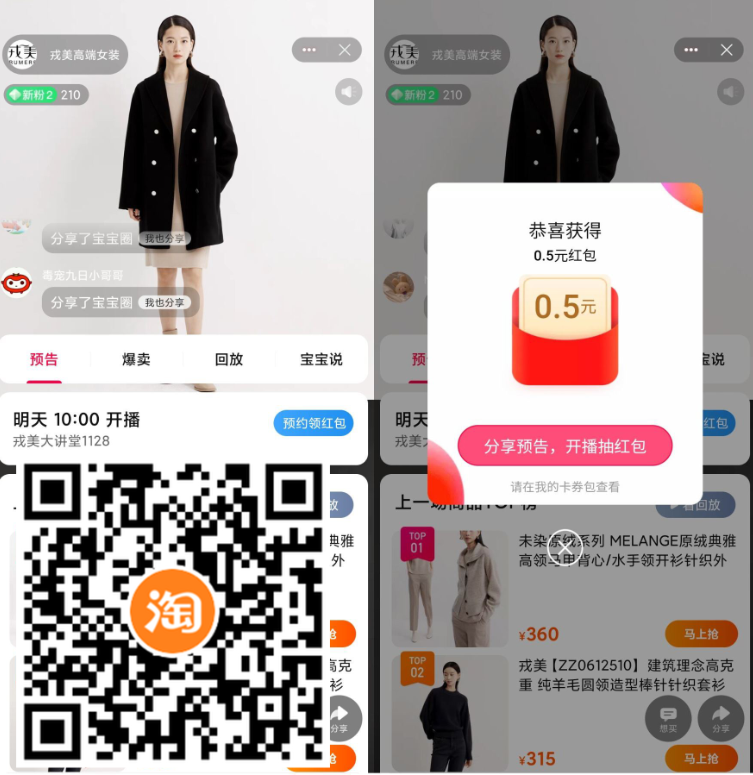 戎美
RUMERE
戎美高端女装
新粉2 210
分享了宝宝圈 我也分享
毒宠九日小哥哥
分享了宝宝圈 我也分享
预告
爆卖
回放
宝宝说
明天 10:00 开播
戎美大讲堂1128
预约领红包
放
典雅
外
抢
高克
衫
分享
抢
淘
戎美
RUMERE
戎美高端女装
新粉2 210
恭喜获得
0.5元红包
0.5元
分享预告，开播抽红包
请在我的卡券包查看
预
宝说
明天
戎美大
红包
上一场商品TOP榜
看回放
TOP
01
未染原绒系列 MELANGE原绒典雅
高领马甲背心/水手领开衫针织外
¥360
马上抢
TOP
02
戎美【ZZ0612510】建筑理念高克
重 纯羊毛圆领造型棒针针织套衫
¥315
马上抢
想买
分享